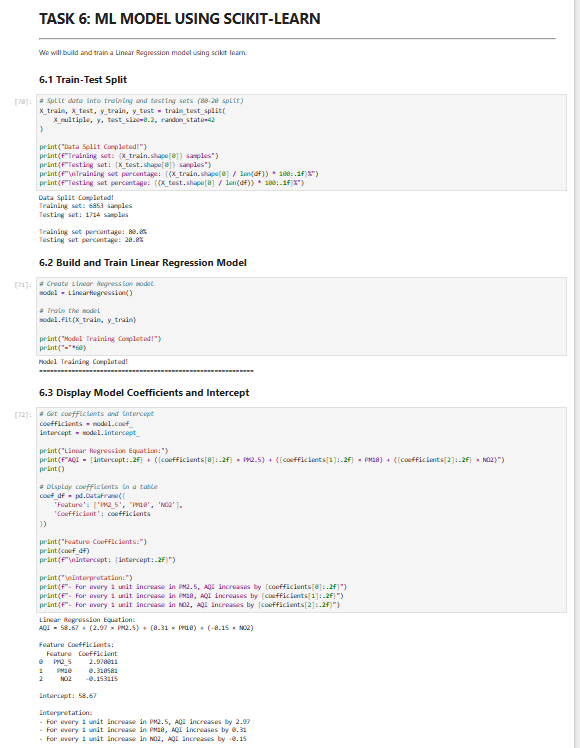 TASK 6: ML MODEL USING SCIKIT-LEARN
We will build and train a Linear Regression model using scikit-learn.
6.1 Train-Test Split
[70]:
# Split data into training and testing sets (80-20 split)
X_train, X_test, y_train, y_test = train_test_split(
X_multiple, y, test_size=0.2, random_state=42
)
print("Data Split Completed!")
print(f"Training set: {X_train.shape[0]} samples")
print(f"Testing set: {X_test.shape[0]} samples")
print(f"\nTraining set percentage: {(X_train.shape[0] / len(df)) * 100:.1f}%")
print(f"Testing set percentage: {(X_test.shape[0] / len(df)) * 100:.1f}%")
Data Split Completed!
Training set: 6853 samples
Testing set: 1714 samples
Training set percentage: 80.0%
Testing set percentage: 20.0%
6.2 Build and Train Linear Regression Model
[71]:
# Create Linear Regression model
model = LinearRegression()
# Train the model
model.fit(X_train, y_train)
print("Model Training Completed!")
print("="*60)
Model Training Completed!
============================================================
6.3 Display Model Coefficients and Intercept
[72]:
# Get coefficients and intercept
coefficients = model.coef_
intercept = model.intercept_
print("Linear Regression Equation:")
print(f"AQI = {intercept:.2f} + ({coefficients[0]:.2f} × PM2.5) + ({coefficients[1]:.2f} × PM10) + ({coefficients[2]:.2f} × NO2)")
print()
# Display coefficients in a table
coef_df = pd.DataFrame({
'Feature': ['PM2_5', 'PM10', 'NO2'],
'Coefficient': coefficients
})
print("Feature Coefficients:")
print(coef_df)
print(f"\nIntercept: {intercept:.2f}")
print("\nInterpretation:")
print(f"- For every 1 unit increase in PM2.5, AQI increases by {coefficients[0]:.2f}")
print(f"- For every 1 unit increase in PM10, AQI increases by {coefficients[1]:.2f}")
print(f"- For every 1 unit increase in NO2, AQI increases by {coefficients[2]:.2f}")
Linear Regression Equation:
AQI = 58.67 + (2.97 × PM2.5) + (0.31 × PM10) + (-0.15 × NO2)
Feature Coefficients:
Feature Coefficient
0 PM2_5 2.970011
1 PM10 0.310581
2 NO2 -0.153115
Intercept: 58.67
Interpretation:
- For every 1 unit increase in PM2.5, AQI increases by 2.97
- For every 1 unit increase in PM10, AQI increases by 0.31
- For every 1 unit increase in NO2, AQI increases by -0.15